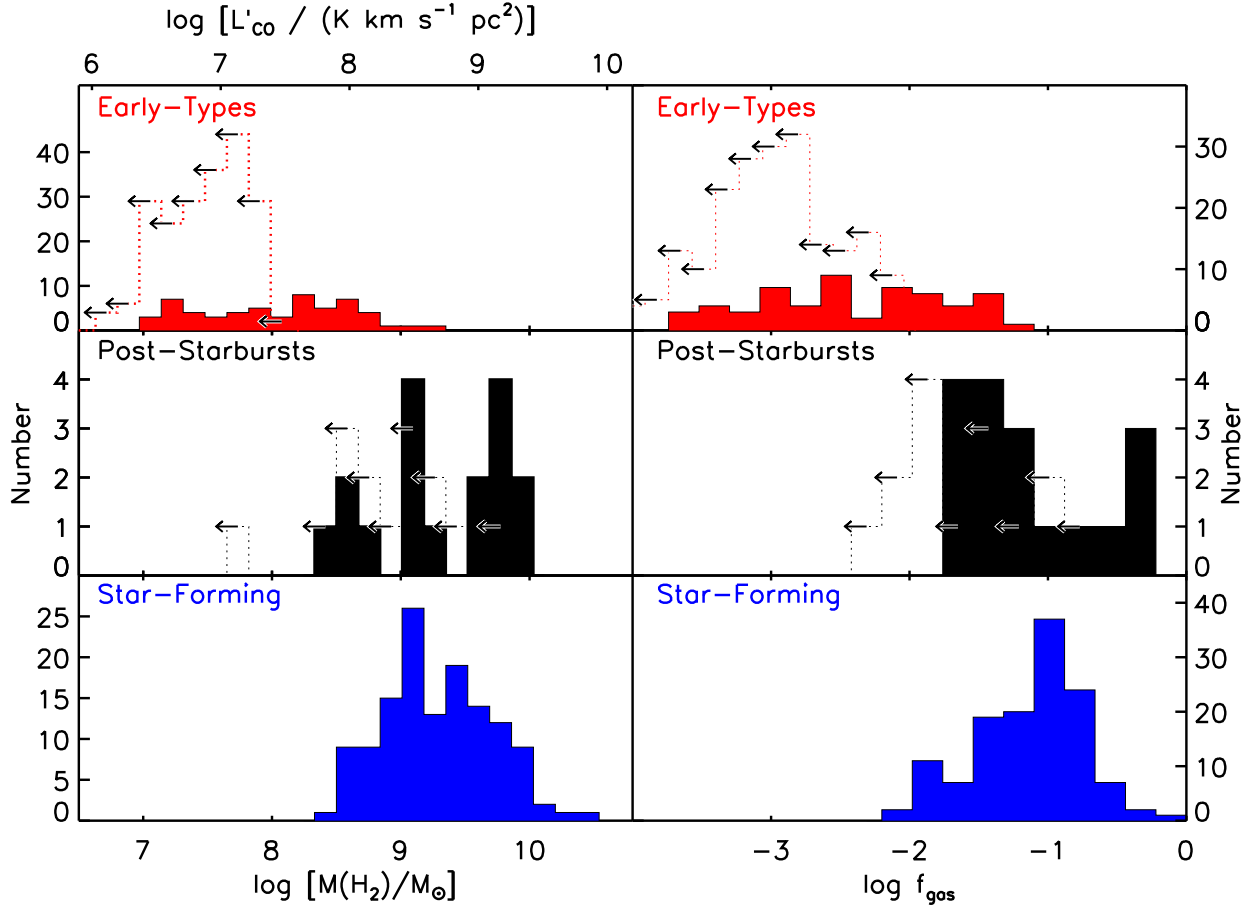 log [L'CO / (K km s−1 pc2)]
6 7 8 9 10
Early−Types
Early−Types
40
30
20
10
0
30
20
10
0
Post−Starbursts
Post−Starbursts
Number
4
3
2
1
0
4
3
2
1
0
Number
Star−Forming
Star−Forming
25
20
15
10
5
0
40
30
20
10
0
7 8 9 10
−3 −2 −1 0
log [M(H2)/M⊙]
log fgas